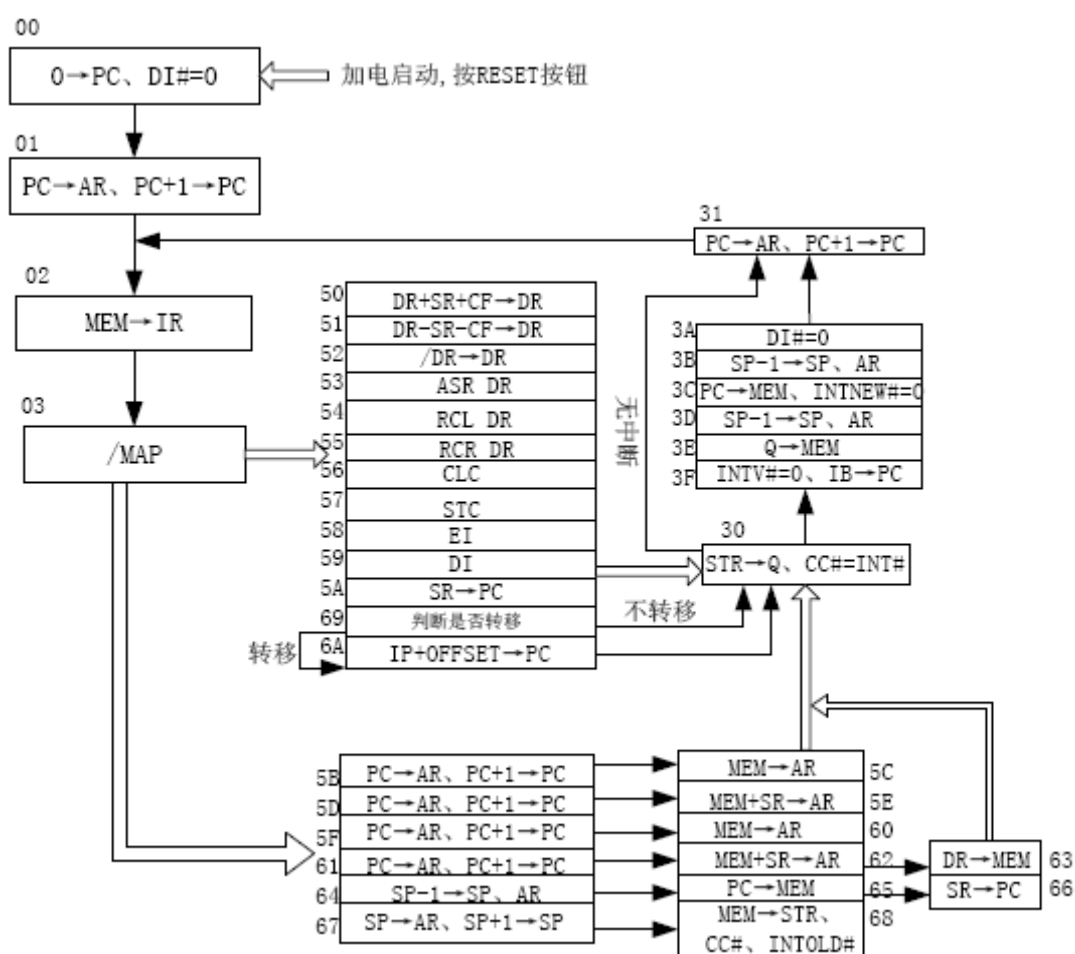 00
0→PC、DI#=0
加电启动,按RESET按钮
01
PC→AR、PC+1→PC
31
PC→AR、PC+1→PC
02
MEM→IR
03
/MAP
50
DR+SR+CF→DR
51
DR-SR-CF→DR
52
/DR→DR
53
ASR DR
54
RCL DR
55
RCR DR
56
CLC
57
STC
58
EI
59
DI
5A
SR→PC
69
判断是否转移
6A
IP+OFFSET→PC
转移
不转移
无中断
3A
DI#=0
3B
SP-1→SP、AR
3C
PC→MEM、INTNEW#=0
3D
SP-1→SP、AR
3E
Q→MEM
3F
INTV#=0、IB→PC
30
STR→Q、CC#=INT#
5B
PC→AR、PC+1→PC
MEM→AR
5C
5D
PC→AR、PC+1→PC
MEM+SR→AR
5E
5F
PC→AR、PC+1→PC
MEM→AR
60
61
PC→AR、PC+1→PC
MEM+SR→AR
62
DR→MEM
63
64
SP-1→SP、AR
PC→MEM
65
SR→PC
66
67
SP→AR、SP+1→SP
MEM→STR、
CC#、INTOLD#
68